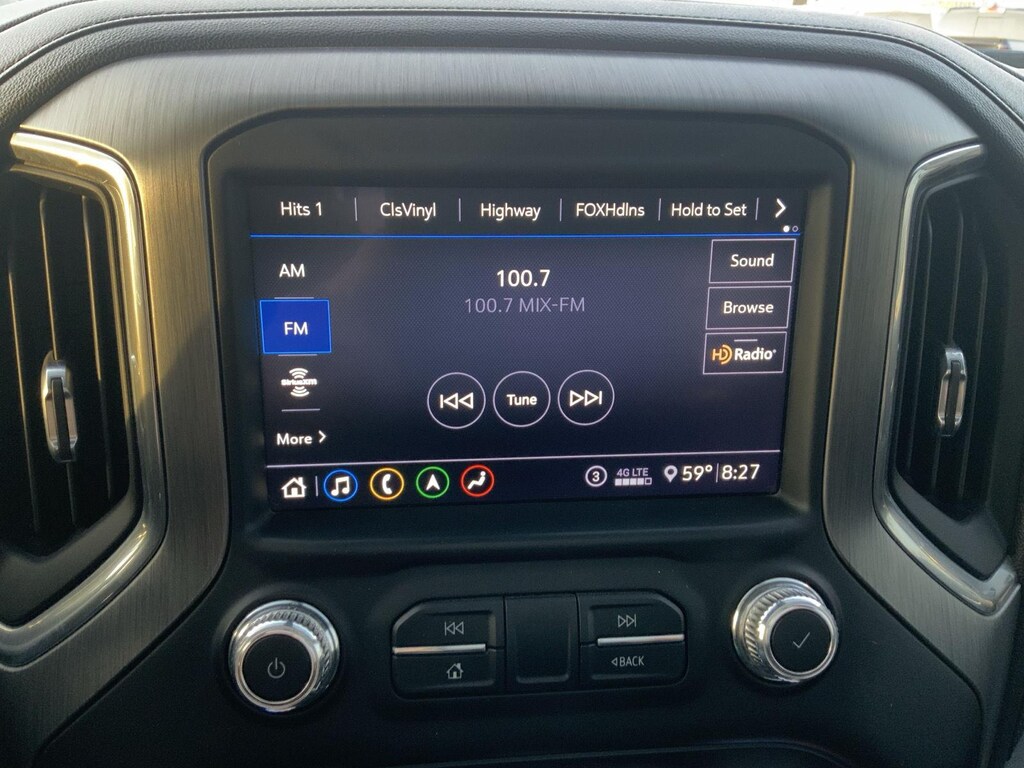 Hits 1 ClsVinyl Highway FOXHdlns Hold to Set
AM
100.7
Sound
100.7 MIX-FM
FM
Browse
HD Radio
SiriusXM
Tune
More
3 4G LTE 59° 8:27
BACK